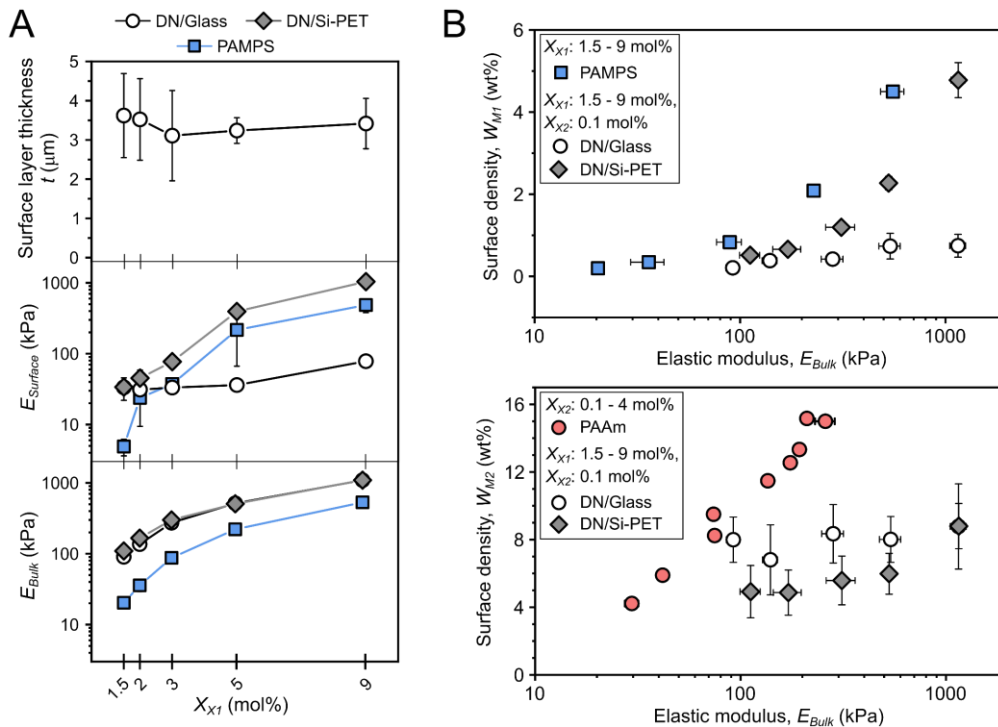 A
DN/Glass
DN/Si-PET
PAMPS
Surface layer thickness
t (μm)
5
4
3
2
1
0
E_Surface (kPa)
1000
100
10
E_Bulk (kPa)
1000
100
10
1.5
2
3
5
9
X_X1 (mol%)
B
Surface density, W_M1 (wt%)
6
4
2
0
X_X1: 1.5 - 9 mol%
PAMPS
X_X1: 1.5 - 9 mol%,
X_X2: 0.1 mol%
DN/Glass
DN/Si-PET
10
100
1000
Elastic modulus, E_Bulk (kPa)
Surface density, W_M2 (wt%)
16
12
8
4
0
X_X2: 0.1 - 4 mol%
PAAm
X_X1: 1.5 - 9 mol%,
X_X2: 0.1 mol%
DN/Glass
DN/Si-PET
10
100
1000
Elastic modulus, E_Bulk (kPa)